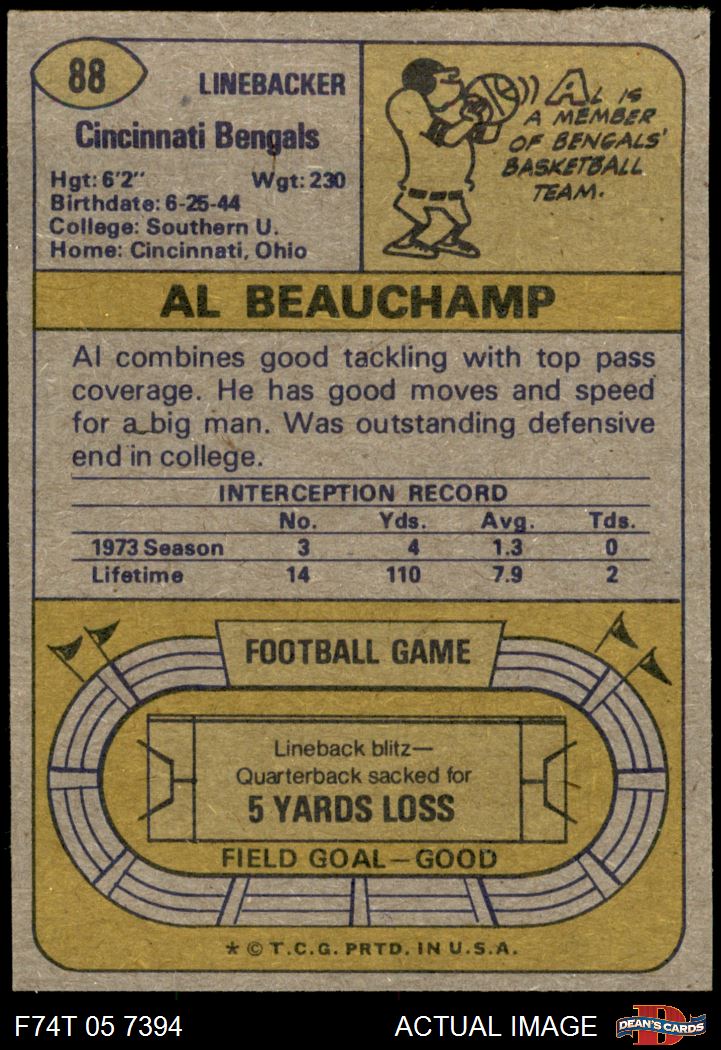 88
LINEBACKER
Cincinnati Bengals
Hgt: 6'2" Wgt: 230
Birthdate: 6-25-44
College: Southern U.
Home: Cincinnati, Ohio
AL IS
A MEMBER
OF BENGALS'
BASKETBALL
TEAM.
AL BEAUCHAMP
Al combines good tackling with top pass
coverage. He has good moves and speed
for a big man. Was outstanding defensive
end in college.
INTERCEPTION RECORD
No. Yds. Avg. Tds.
1973 Season 3 4 1.3 0
Lifetime 14 110 7.9 2
FOOTBALL GAME
Lineback blitz—
Quarterback sacked for
5 YARDS LOSS
FIELD GOAL—GOOD
* © T.C.G. PRTD. IN U.S.A.
F74T 05 7394 ACTUAL IMAGE
D
DEAN'S CARDS